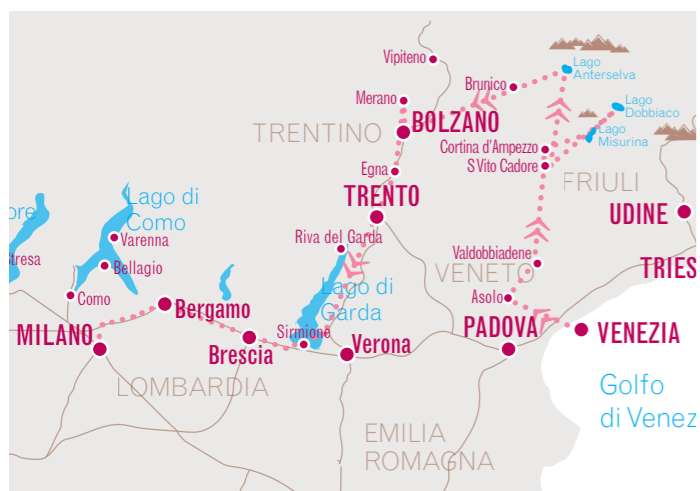 Vipiteno
Lago
Anterselva
Brunico
Merano
Lago
Dobbiaco
TRENTINO
BOLZANO
Lago
Misurina
Cortina d'Ampezzo
S Vito Cadore
Egna
FRIULI
Lago di
Como
TRENTO
UDINE
ore
Varenna
Riva del Garda
stresa
Bellagio
Valdobbiadene
VENETO
TRIES
Como
Lago di
Garda
Asolo
Bergamo
MILANO
Sirmione
Brescia
Verona
PADOVA
VENEZIA
LOMBARDIA
Golfo
di Venez
EMILIA
ROMAGNA